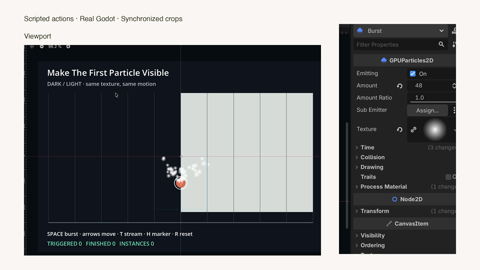 Scripted actions · Real Godot · Synchronized crops
Viewport
Make The First Particle Visible
DARK / LIGHT · same texture, same motion
SPACE burst · arrows move · T stream · H marker · R reset
TRIGGERED 0 FINISHED 0 INSTANCES 0
Burst
Filter Properties
GPUParticles2D
Emitting On
Amount 48
Amount Ratio 1.0
Sub Emitter Assign...
Texture
Time
Collision
Drawing
Trails
Process Material
Node2D
Transform
CanvasItem
Visibility
Ordering